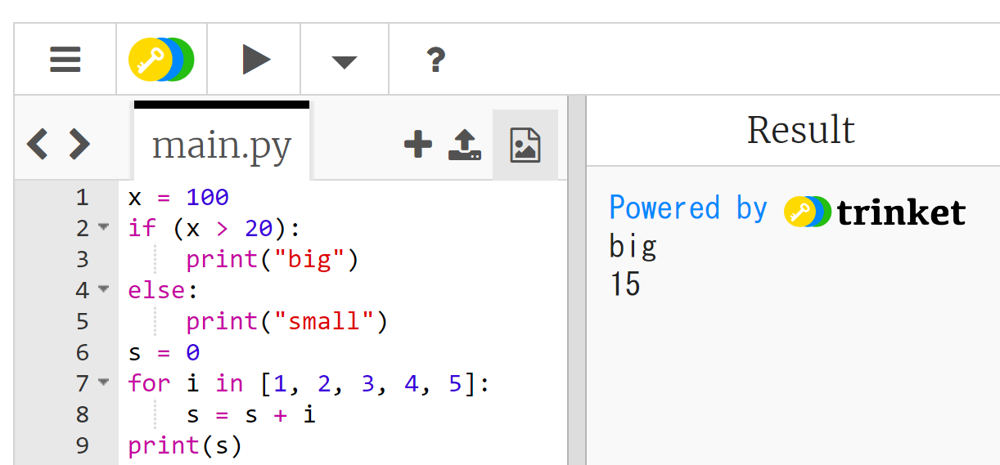 ?
main.py
Result
1 x = 100
2 if (x > 20):
3     print("big")
4 else:
5     print("small")
6 s = 0
7 for i in [1, 2, 3, 4, 5]:
8     s = s + i
9 print(s)
Powered by trinket
big
15